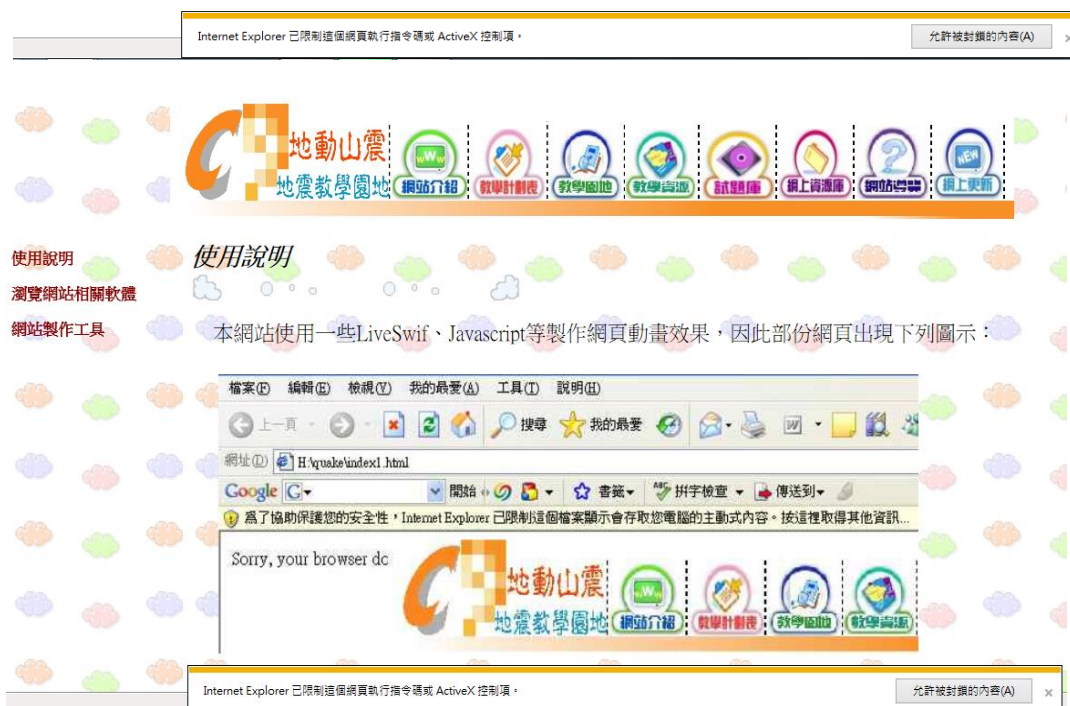 Internet Explorer 已限制這個網頁執行指令碼或 ActiveX 控制項。 允許被封鎖的內容(A) ×
地動山震
地震教學園地
網站介紹 教學計劃表 教學園地 教學資源 試題庫 網上資源庫 網站導覽 網上更新
使用說明
瀏覽網站相關軟體
網站製作工具
使用說明
本網站使用一些LiveSwif、Javascript等製作網頁動畫效果，因此部份網頁出現下列圖示：
檔案(F) 編輯(E) 檢視(V) 我的最愛(A) 工具(T) 說明(H)
上一頁 搜尋 我的最愛
網址(D) H:\quake\index1.html
Google G 開始 書籤 ABC 拼字檢查 傳送到
為了協助保護您的安全性，Internet Explorer 已限制這個檔案顯示會存取您電腦的主動式內容。按這裡取得其他資訊...
Sorry, your browser dc
地動山震
地震教學園地
網站介紹 教學計劃表 教學園地 教學資源
Internet Explorer 已限制這個網頁執行指令碼或 ActiveX 控制項。 允許被封鎖的內容(A) ×